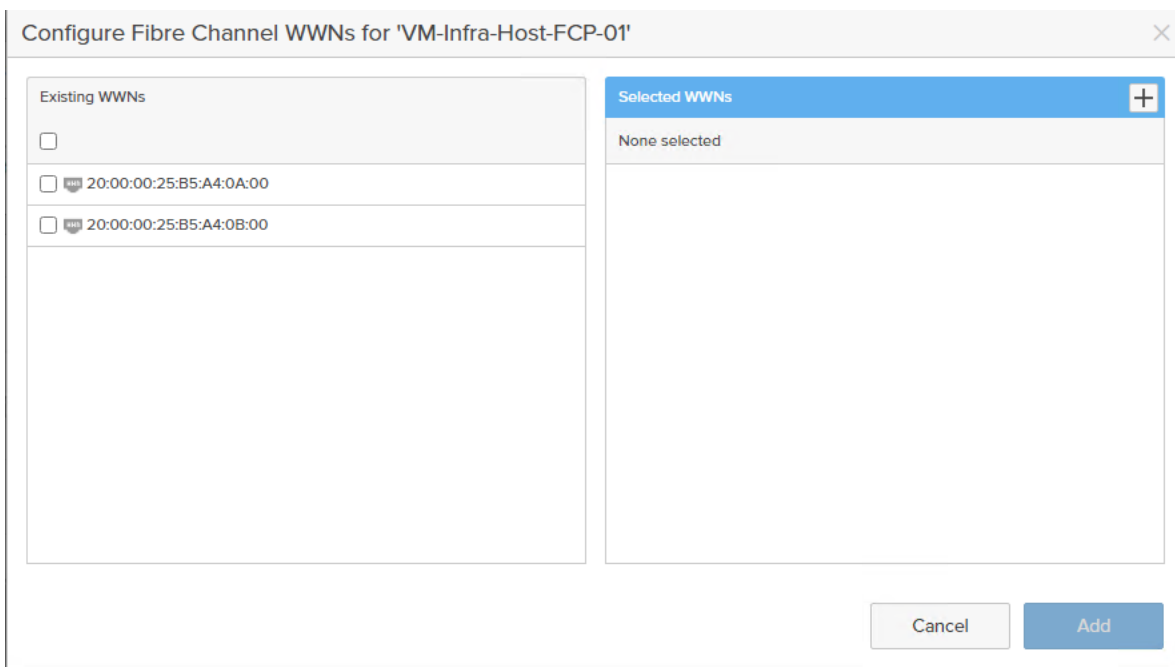 Configure Fibre Channel WWNs for 'VM-Infra-Host-FCP-01'
Existing WWNs
20:00:00:25:B5:A4:0A:00
20:00:00:25:B5:A4:0B:00
Selected WWNs
None selected
Cancel
Add